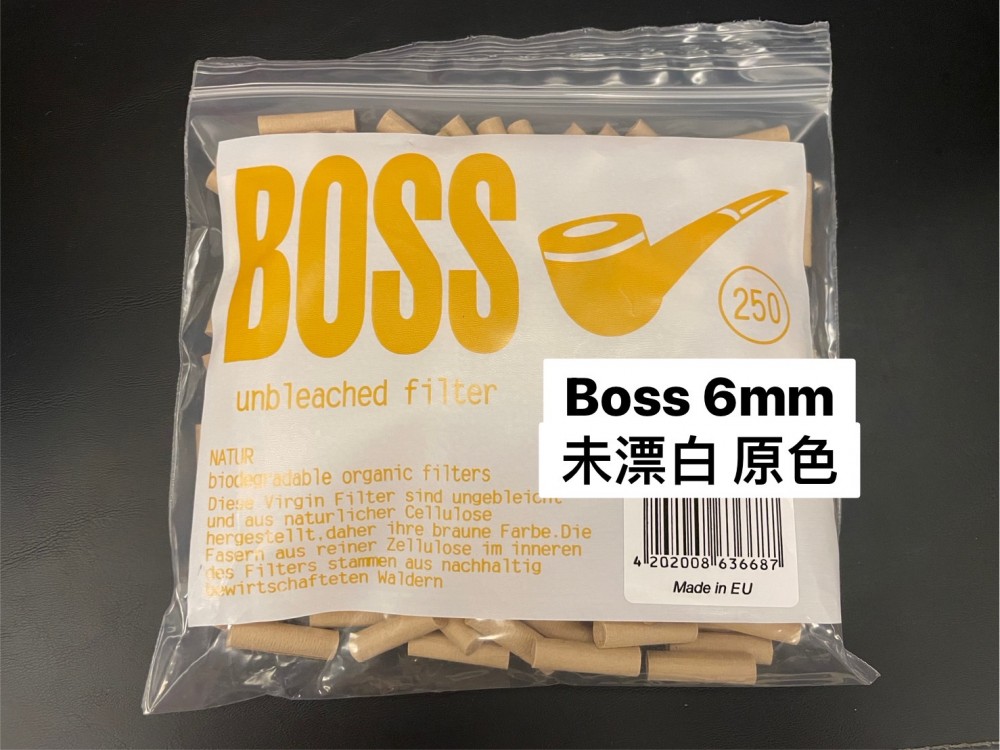 BOSS
250
unbleached filter
Boss 6mm
未漂白 原色
NATUR
biodegradable organic filters
Diese Virgin Filter sind ungebleicht
und aus naturlicher Cellulose
hergestellt,daher ihre braune Farbe.Die
Fasern aus reiner Zellulose im inneren
des Filters stammen aus nachhaltig
bewirtschafteten Waldern
4 202008 636687
Made in EU